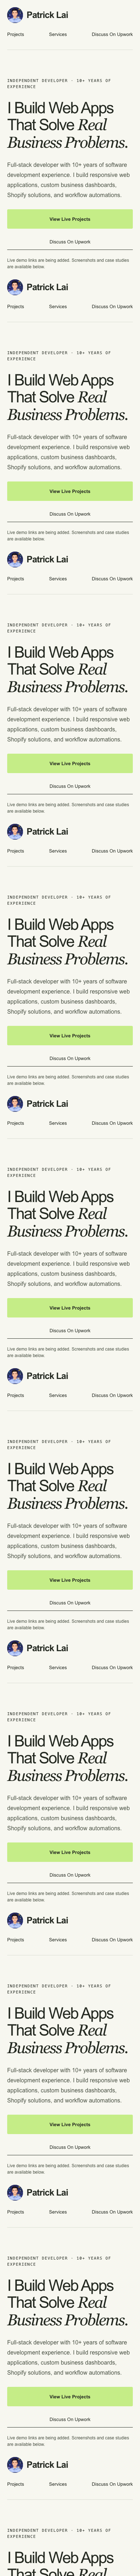 Patrick Lai
Projects Services Discuss On Upwork
INDEPENDENT DEVELOPER · 10+ YEARS OF
EXPERIENCE
I Build Web Apps
That Solve Real
Business Problems.
Full-stack developer with 10+ years of software
development experience. I build responsive web
applications, custom business dashboards,
Shopify solutions, and workflow automations.
View Live Projects
Discuss On Upwork
Live demo links are being added. Screenshots and case studies
are available below.
Patrick Lai
Projects Services Discuss On Upwork
INDEPENDENT DEVELOPER · 10+ YEARS OF
EXPERIENCE
I Build Web Apps
That Solve Real
Business Problems.
Full-stack developer with 10+ years of software
development experience. I build responsive web
applications, custom business dashboards,
Shopify solutions, and workflow automations.
View Live Projects
Discuss On Upwork
Live demo links are being added. Screenshots and case studies
are available below.
Patrick Lai
Projects Services Discuss On Upwork
INDEPENDENT DEVELOPER · 10+ YEARS OF
EXPERIENCE
I Build Web Apps
That Solve Real
Business Problems.
Full-stack developer with 10+ years of software
development experience. I build responsive web
applications, custom business dashboards,
Shopify solutions, and workflow automations.
View Live Projects
Discuss On Upwork
Live demo links are being added. Screenshots and case studies
are available below.
Patrick Lai
Projects Services Discuss On Upwork
INDEPENDENT DEVELOPER · 10+ YEARS OF
EXPERIENCE
I Build Web Apps
That Solve Real
Business Problems.
Full-stack developer with 10+ years of software
development experience. I build responsive web
applications, custom business dashboards,
Shopify solutions, and workflow automations.
View Live Projects
Discuss On Upwork
Live demo links are being added. Screenshots and case studies
are available below.
Patrick Lai
Projects Services Discuss On Upwork
INDEPENDENT DEVELOPER · 10+ YEARS OF
EXPERIENCE
I Build Web Apps
That Solve Real
Business Problems.
Full-stack developer with 10+ years of software
development experience. I build responsive web
applications, custom business dashboards,
Shopify solutions, and workflow automations.
View Live Projects
Discuss On Upwork
Live demo links are being added. Screenshots and case studies
are available below.
Patrick Lai
Projects Services Discuss On Upwork
INDEPENDENT DEVELOPER · 10+ YEARS OF
EXPERIENCE
I Build Web Apps
That Solve Real
Business Problems.
Full-stack developer with 10+ years of software
development experience. I build responsive web
applications, custom business dashboards,
Shopify solutions, and workflow automations.
View Live Projects
Discuss On Upwork
Live demo links are being added. Screenshots and case studies
are available below.
Patrick Lai
Projects Services Discuss On Upwork
INDEPENDENT DEVELOPER · 10+ YEARS OF
EXPERIENCE
I Build Web Apps
That Solve Real
Business Problems.
Full-stack developer with 10+ years of software
development experience. I build responsive web
applications, custom business dashboards,
Shopify solutions, and workflow automations.
View Live Projects
Discuss On Upwork
Live demo links are being added. Screenshots and case studies
are available below.
Patrick Lai
Projects Services Discuss On Upwork
INDEPENDENT DEVELOPER · 10+ YEARS OF
EXPERIENCE
I Build Web Apps
That Solve Real
Business Problems.
Full-stack developer with 10+ years of software
development experience. I build responsive web
applications, custom business dashboards,
Shopify solutions, and workflow automations.
View Live Projects
Discuss On Upwork
Live demo links are being added. Screenshots and case studies
are available below.
Patrick Lai
Projects Services Discuss On Upwork
INDEPENDENT DEVELOPER · 10+ YEARS OF
EXPERIENCE
I Build Web Apps
That Solve Real
Business Problems.
Full-stack developer with 10+ years of software
development experience. I build responsive web
applications, custom business dashboards,
Shopify solutions, and workflow automations.
View Live Projects
Discuss On Upwork
Live demo links are being added. Screenshots and case studies
are available below.
Patrick Lai
Projects Services Discuss On Upwork
INDEPENDENT DEVELOPER · 10+ YEARS OF
EXPERIENCE
I Build Web Apps
That Solve Real